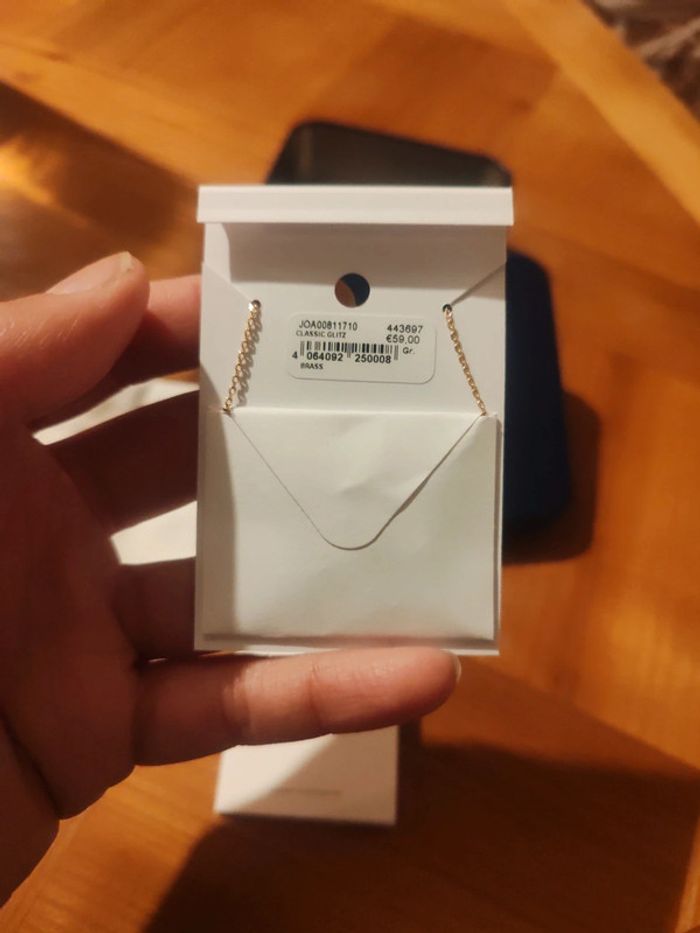 JOA00811710 443697
CLASSIC GLITZ €59,00
Gr.
4 064092 250008
BRASS